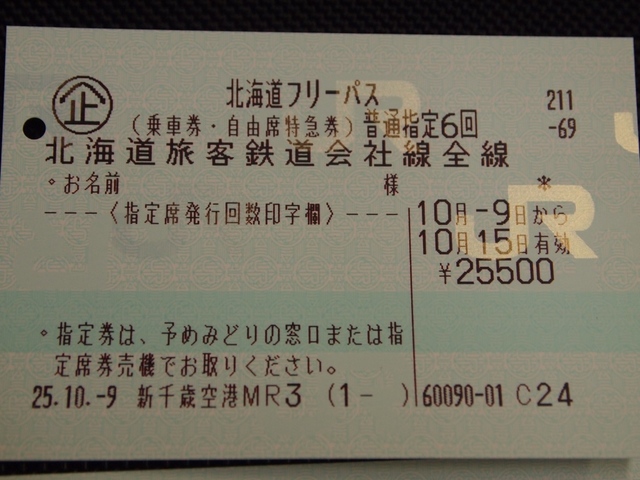 企 北海道フリーパス 211
(乗車券・自由席特急券) 普通指定6回 -69
北海道旅客鉄道会社線全線
。お名前 様 *
---〈指定席発行回数印字欄〉--- 10月-9日から
10月15日有効
¥25500
。指定券は、予めみどりの窓口または指
定席券売機でお取りください。
25.10.-9 新千歳空港MR3 (1- ) 60090-01 C24
JR